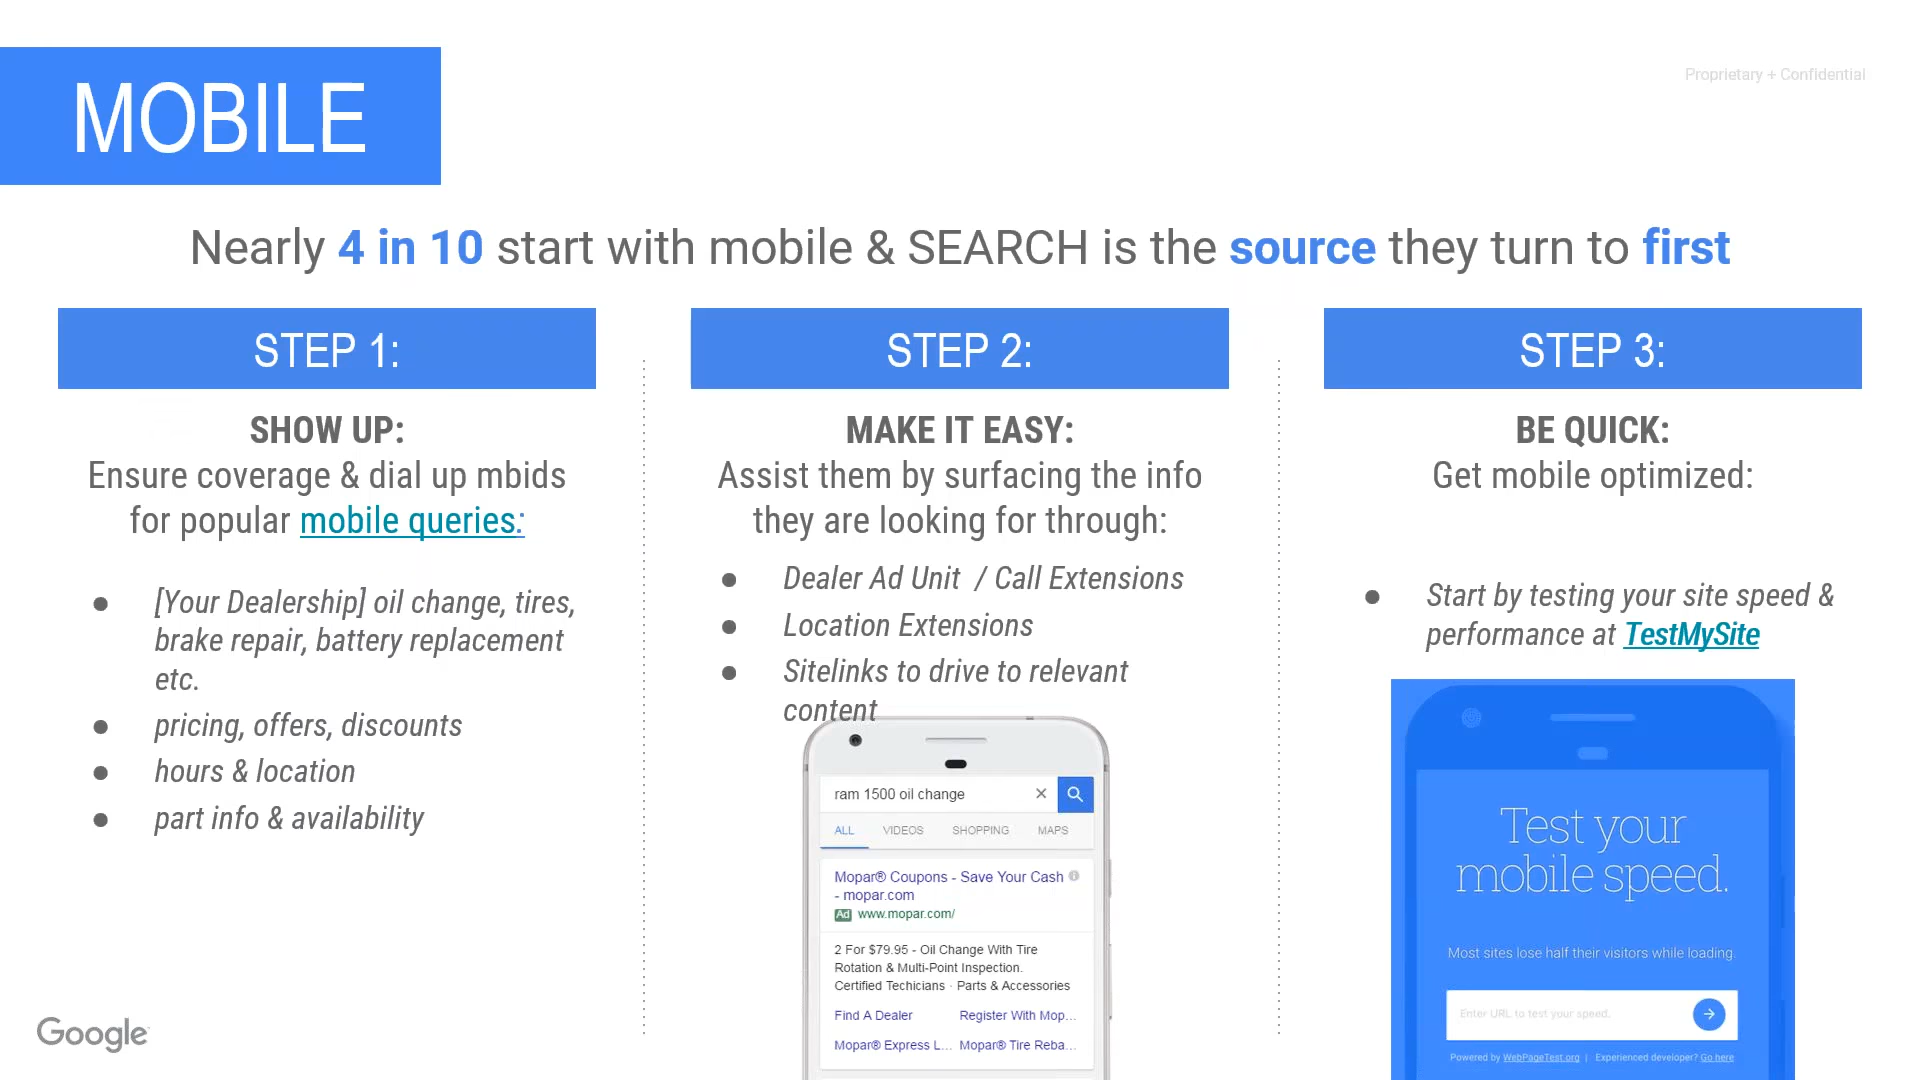 MOBILE
Proprietary + Confidential
Nearly 4 in 10 start with mobile & SEARCH is the source they turn to first
STEP 1:
SHOW UP:
Ensure coverage & dial up mbids
for popular mobile queries:
● [Your Dealership] oil change, tires,
brake repair, battery replacement
etc.
● pricing, offers, discounts
● hours & location
● part info & availability
STEP 2:
MAKE IT EASY:
Assist them by surfacing the info
they are looking for through:
● Dealer Ad Unit / Call Extensions
● Location Extensions
● Sitelinks to drive to relevant
content
ram 1500 oil change
ALL VIDEOS SHOPPING MAPS
Mopar® Coupons - Save Your Cash
- mopar.com
Ad www.mopar.com/
2 For $79.95 - Oil Change With Tire
Rotation & Multi-Point Inspection.
Certified Techicians · Parts & Accessories
Find A Dealer Register With Mop...
Mopar® Express L... Mopar® Tire Reba...
STEP 3:
BE QUICK:
Get mobile optimized:
● Start by testing your site speed &
performance at TestMySite
Test your
mobile speed.
Most sites lose half their visitors while loading.
Enter URL to test your speed.
Powered by WebPageTest.org | Experienced developer? Go here
Google